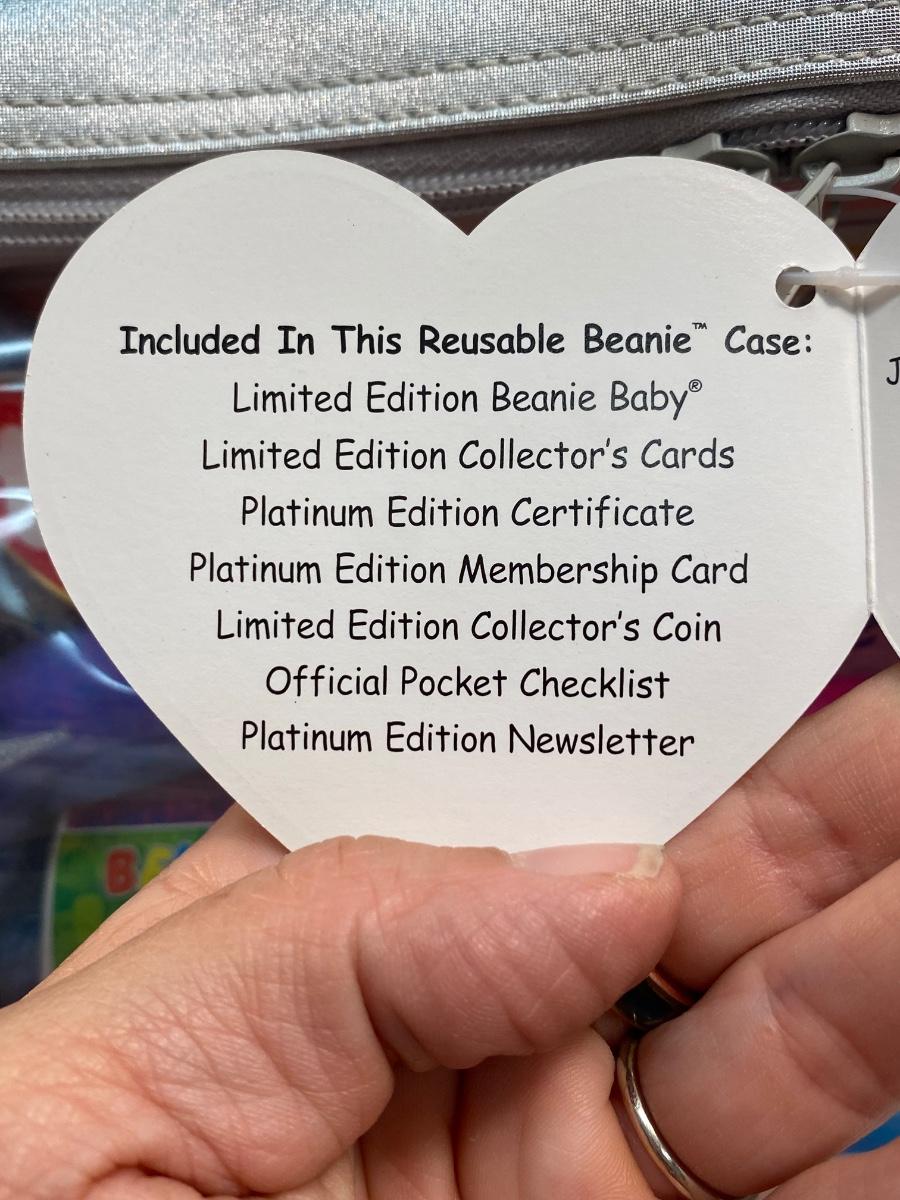 Included In This Reusable Beanie™ Case:
Limited Edition Beanie Baby®
Limited Edition Collector's Cards
Platinum Edition Certificate
Platinum Edition Membership Card
Limited Edition Collector's Coin
Official Pocket Checklist
Platinum Edition Newsletter